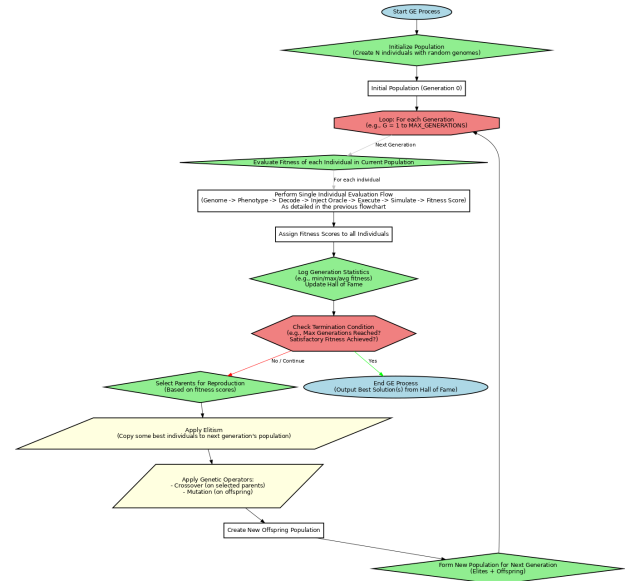 Start GE Process
Initialize Population
(Create N individuals with random genomes)
Initial Population (Generation 0)
Loop: For each Generation
(e.g., G = 1 to MAX_GENERATIONS)
Next Generation
Evaluate Fitness of each Individual in Current Population
For each individual
Perform Single Individual Evaluation Flow
(Genome -> Phenotype -> Decode -> Inject Oracle -> Execute -> Simulate -> Fitness Score)
As detailed in the previous flowchart
Assign Fitness Scores to all Individuals
Log Generation Statistics
(e.g., min/max/avg fitness)
Update Hall of Fame
Check Termination Condition
(e.g., Max Generations Reached?
Satisfactory Fitness Achieved?)
No / Continue
Yes
Select Parents for Reproduction
(Based on fitness scores)
End GE Process
(Output Best Solution(s) from Hall of Fame)
Apply Elitism
(Copy some best individuals to next generation's population)
Apply Genetic Operators:
- Crossover (on selected parents)
- Mutation (on offspring)
Create New Offspring Population
Form New Population for Next Generation
(Elites + Offspring)